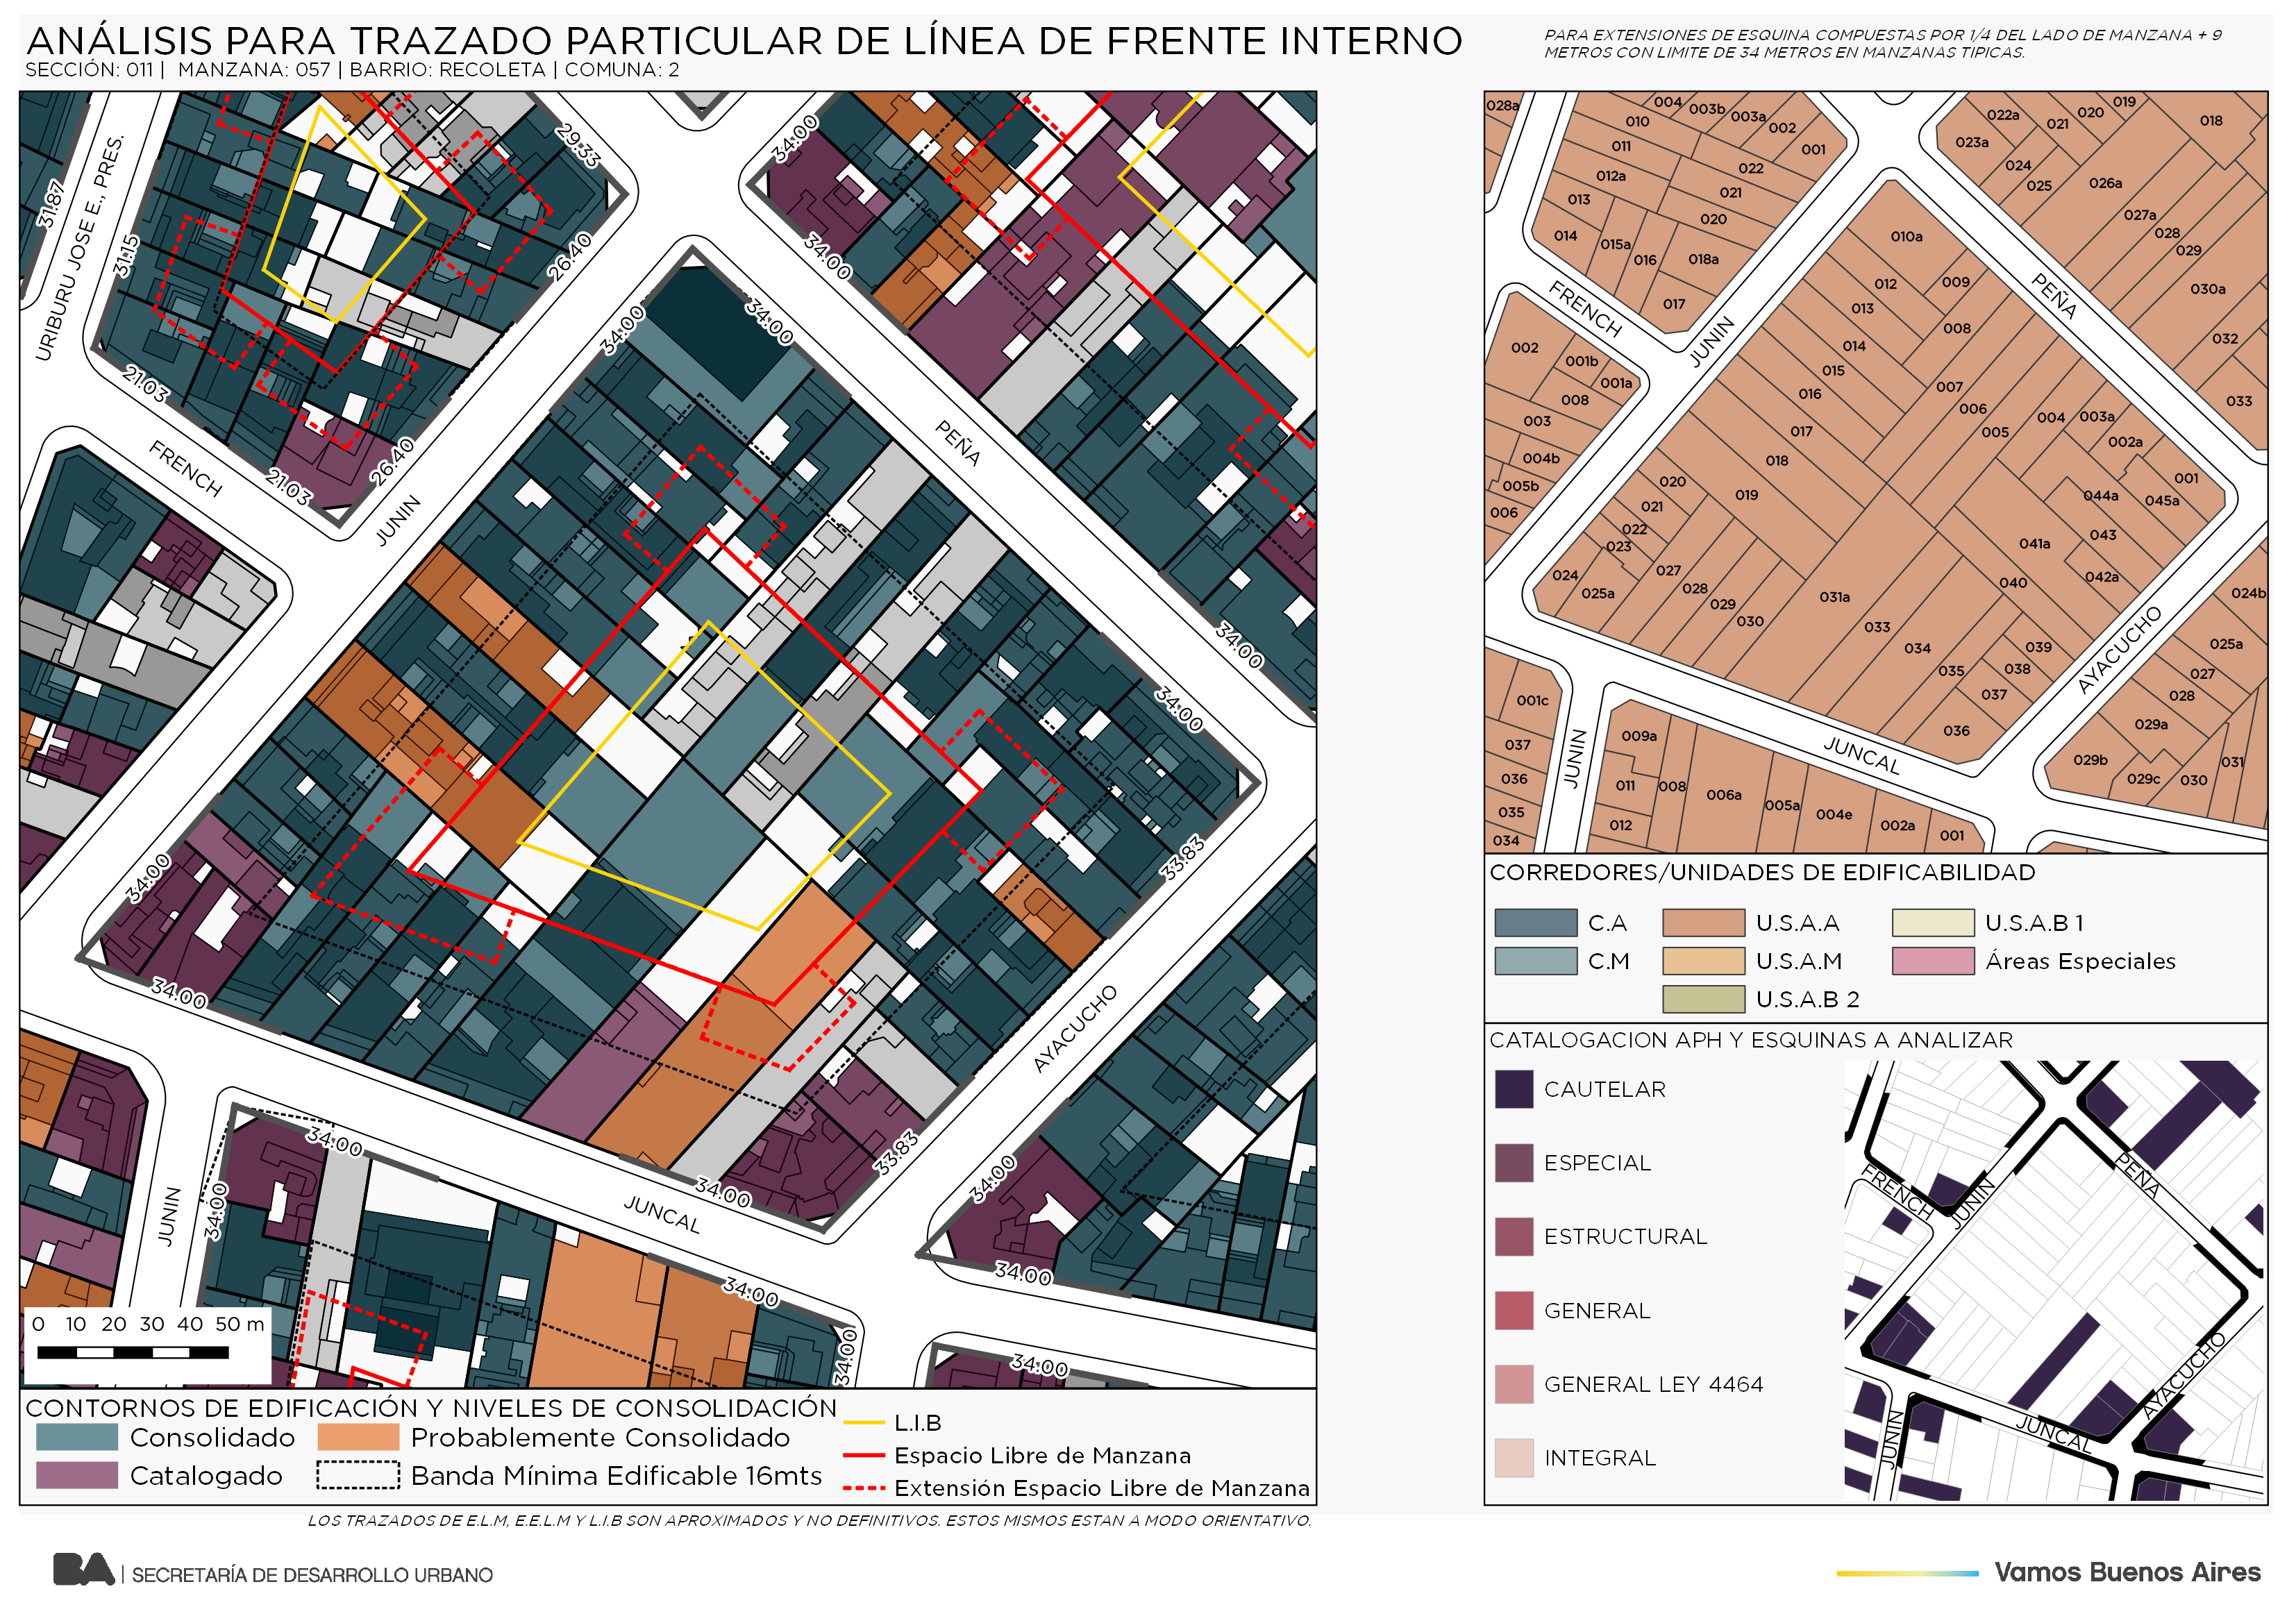 ANÁLISIS PARA TRAZADO PARTICULAR DE LÍNEA DE FRENTE INTERNO
SECCIÓN: 011 | MANZANA: 057 | BARRIO: RECOLETA | COMUNA: 2
PARA EXTENSIONES DE ESQUINA COMPUESTAS POR 1/4 DEL LADO DE MANZANA + 9
METROS CON LIMITE DE 34 METROS EN MANZANAS TIPICAS.
31.87
URIBURU JOSE E., PRES.
31.15
29.33
26.40
21.03
FRENCH
21.03
26.40
JUNIN
34.00
34.00
34.00
34.00
PEÑA
34.00
34.00
33.83
AYACUCHO
33.83
34.00
34.00
34.00
34.00
JUNCAL
34.00
34.00
34.00
34.00
JUNIN
34.00
34.00
34.00
0 10 20 30 40 50 m
CONTORNOS DE EDIFICACIÓN Y NIVELES DE CONSOLIDACIÓN
Consolidado
Probablemente Consolidado
Catalogado
Banda Mínima Edificable 16mts
L.I.B
Espacio Libre de Manzana
Extensión Espacio Libre de Manzana
LOS TRAZADOS DE E.L.M, E.E.L.M Y L.I.B SON APROXIMADOS Y NO DEFINITIVOS. ESTOS MISMOS ESTAN A MODO ORIENTATIVO.
028a
004
003b
003a
002
001
010
011
012a
013
014
015a
016
017
018a
020
021
022
022a
021
020
019
018
023a
024
025
026a
027a
028
029
030a
032
033
FRENCH
JUNIN
PEÑA
002
001b
001a
008
003
004b
005b
006
010a
012
009
013
008
014
015
007
016
006
017
005
004
003a
002a
001
018
020
019
021
022
023
024
025a
027
028
029
030
031a
033
034
035
036
037
038
039
040
041a
042a
043
044a
045a
AYACUCHO
024b
025a
027
028
029a
029b
029c
030
031
001c
037
036
035
034
JUNIN
JUNCAL
009a
011
008
012
006a
005a
004e
002a
001
CORREDORES/UNIDADES DE EDIFICABILIDAD
C.A
U.S.A.A
U.S.A.B 1
C.M
U.S.A.M
Áreas Especiales
U.S.A.B 2
CATALOGACION APH Y ESQUINAS A ANALIZAR
CAUTELAR
ESPECIAL
ESTRUCTURAL
GENERAL
GENERAL LEY 4464
INTEGRAL
FRENCH
JUNIN
PEÑA
AYACUCHO
JUNCAL
JUNIN
BA | SECRETARÍA DE DESARROLLO URBANO
Vamos Buenos Aires